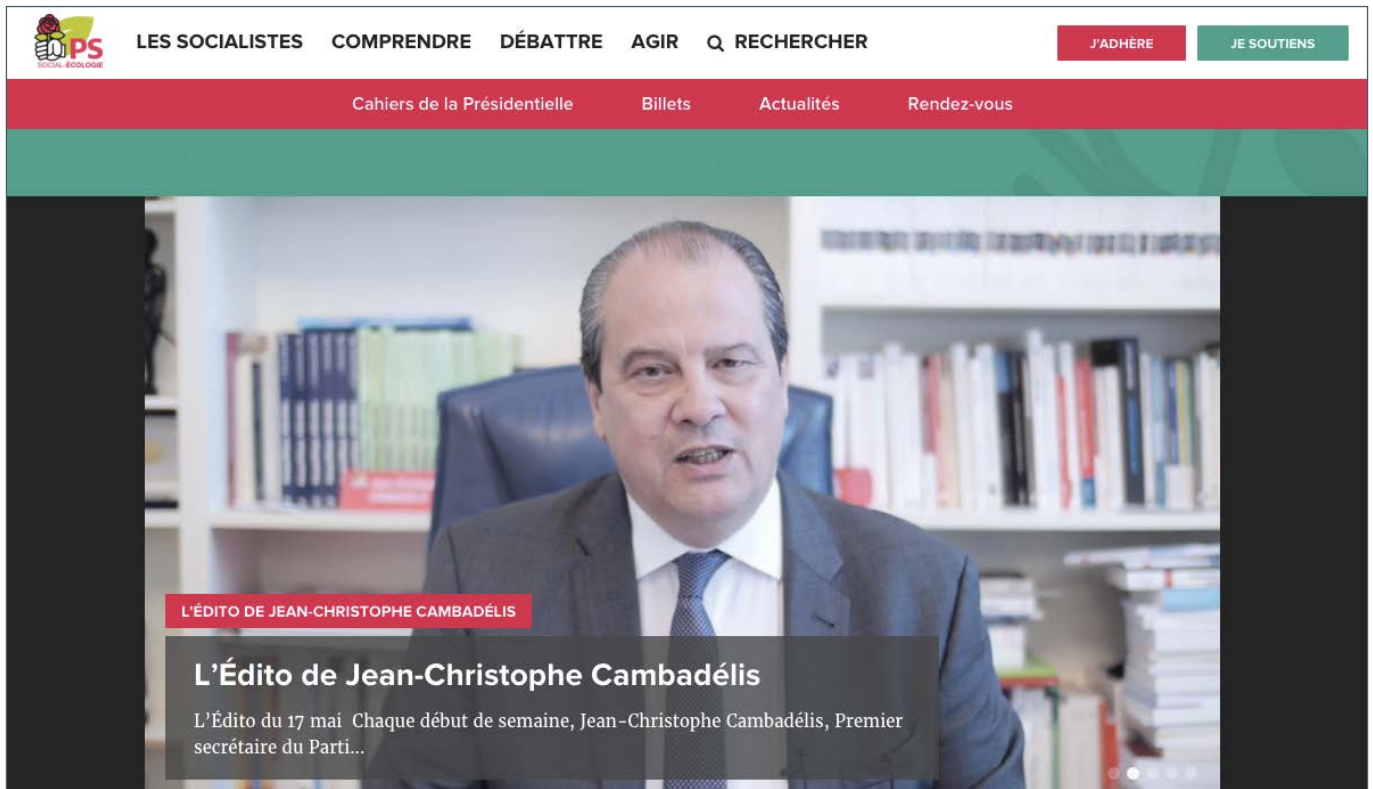 PS
SOCIAL-ÉCOLOGIE
LES SOCIALISTES COMPRENDRE DÉBATTRE AGIR RECHERCHER
J'ADHÈRE JE SOUTIENS
Cahiers de la Présidentielle Billets Actualités Rendez-vous
L'ÉDITO DE JEAN-CHRISTOPHE CAMBADÉLIS
L'Édito de Jean-Christophe Cambadélis
L'Édito du 17 mai Chaque début de semaine, Jean-Christophe Cambadélis, Premier
secrétaire du Parti...